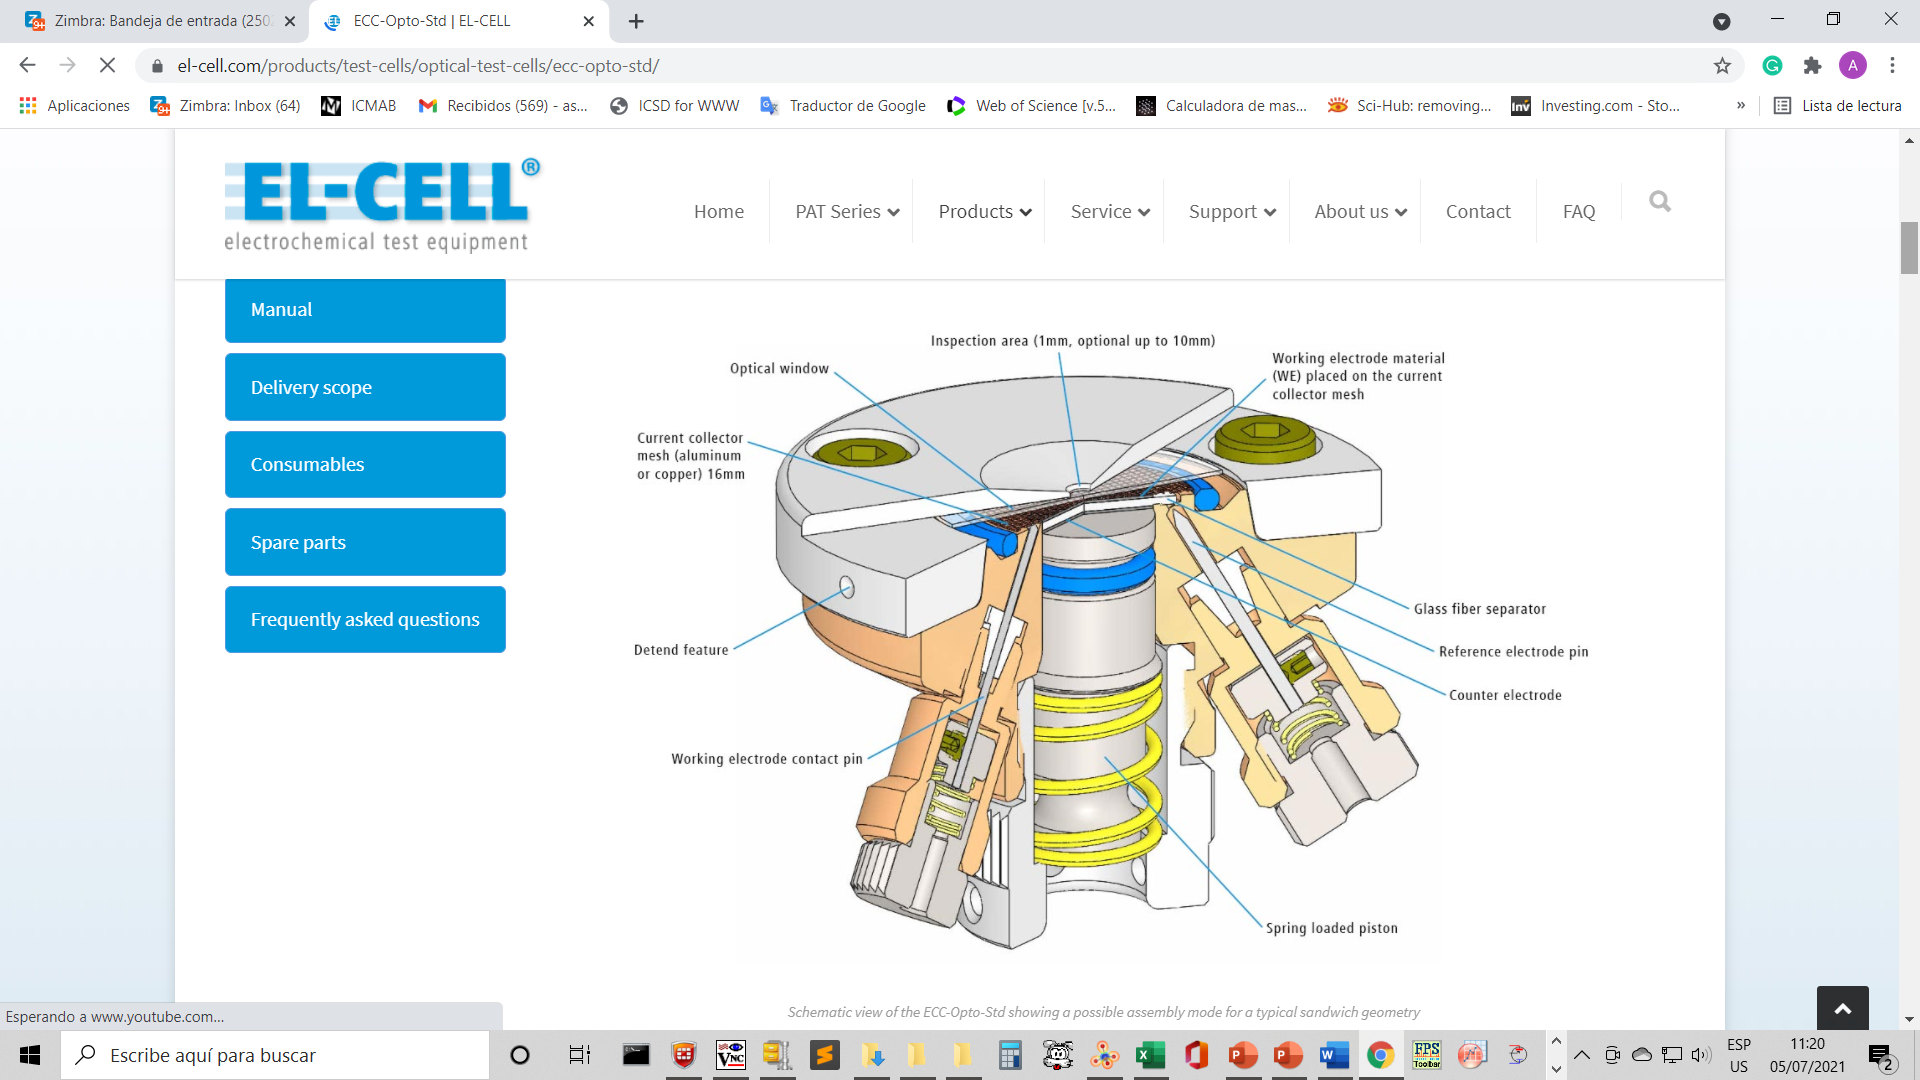 Zimbra: Bandeja de entrada (250
ECC-Opto-Std | EL-CELL
el-cell.com/products/test-cells/optical-test-cells/ecc-opto-std/
A
Aplicaciones
Zimbra: Inbox (64)
ICMAB
Recibidos (569) - as...
ICSD for WWW
Traductor de Google
Web of Science [v.5...
Calculadora de mas...
Sci-Hub: removing...
Inv
Investing.com - Sto...
»
Lista de lectura
EL-CELL®
electrochemical test equipment
Home
PAT Series
Products
Service
Support
About us
Contact
FAQ
Manual
Delivery scope
Consumables
Spare parts
Frequently asked questions
Inspection area (1mm, optional up to 10mm)
Optical window
Working electrode material
(WE) placed on the current
collector mesh
Current collector
mesh (aluminum
or copper) 16mm
Glass fiber separator
Detend feature
Reference electrode pin
Counter electrode
Working electrode contact pin
Spring loaded piston
Schematic view of the ECC-Opto-Std showing a possible assembly mode for a typical sandwich geometry
Esperando a www.youtube.com...
Escribe aquí para buscar
VNC
EPS
Toolbar
ESP
US
11:20
05/07/2021
2